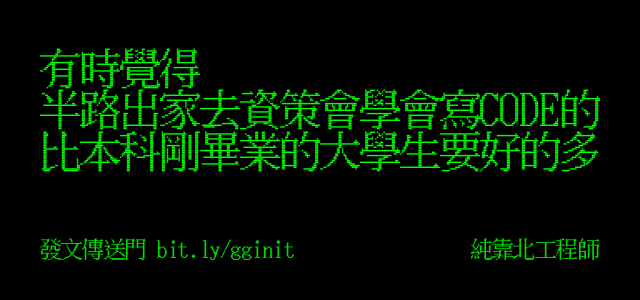 有時覺得
半路出家去資策會學會寫CODE的
比本科剛畢業的大學生要好的多
發文傳送門 bit.ly/gginit
純靠北工程師